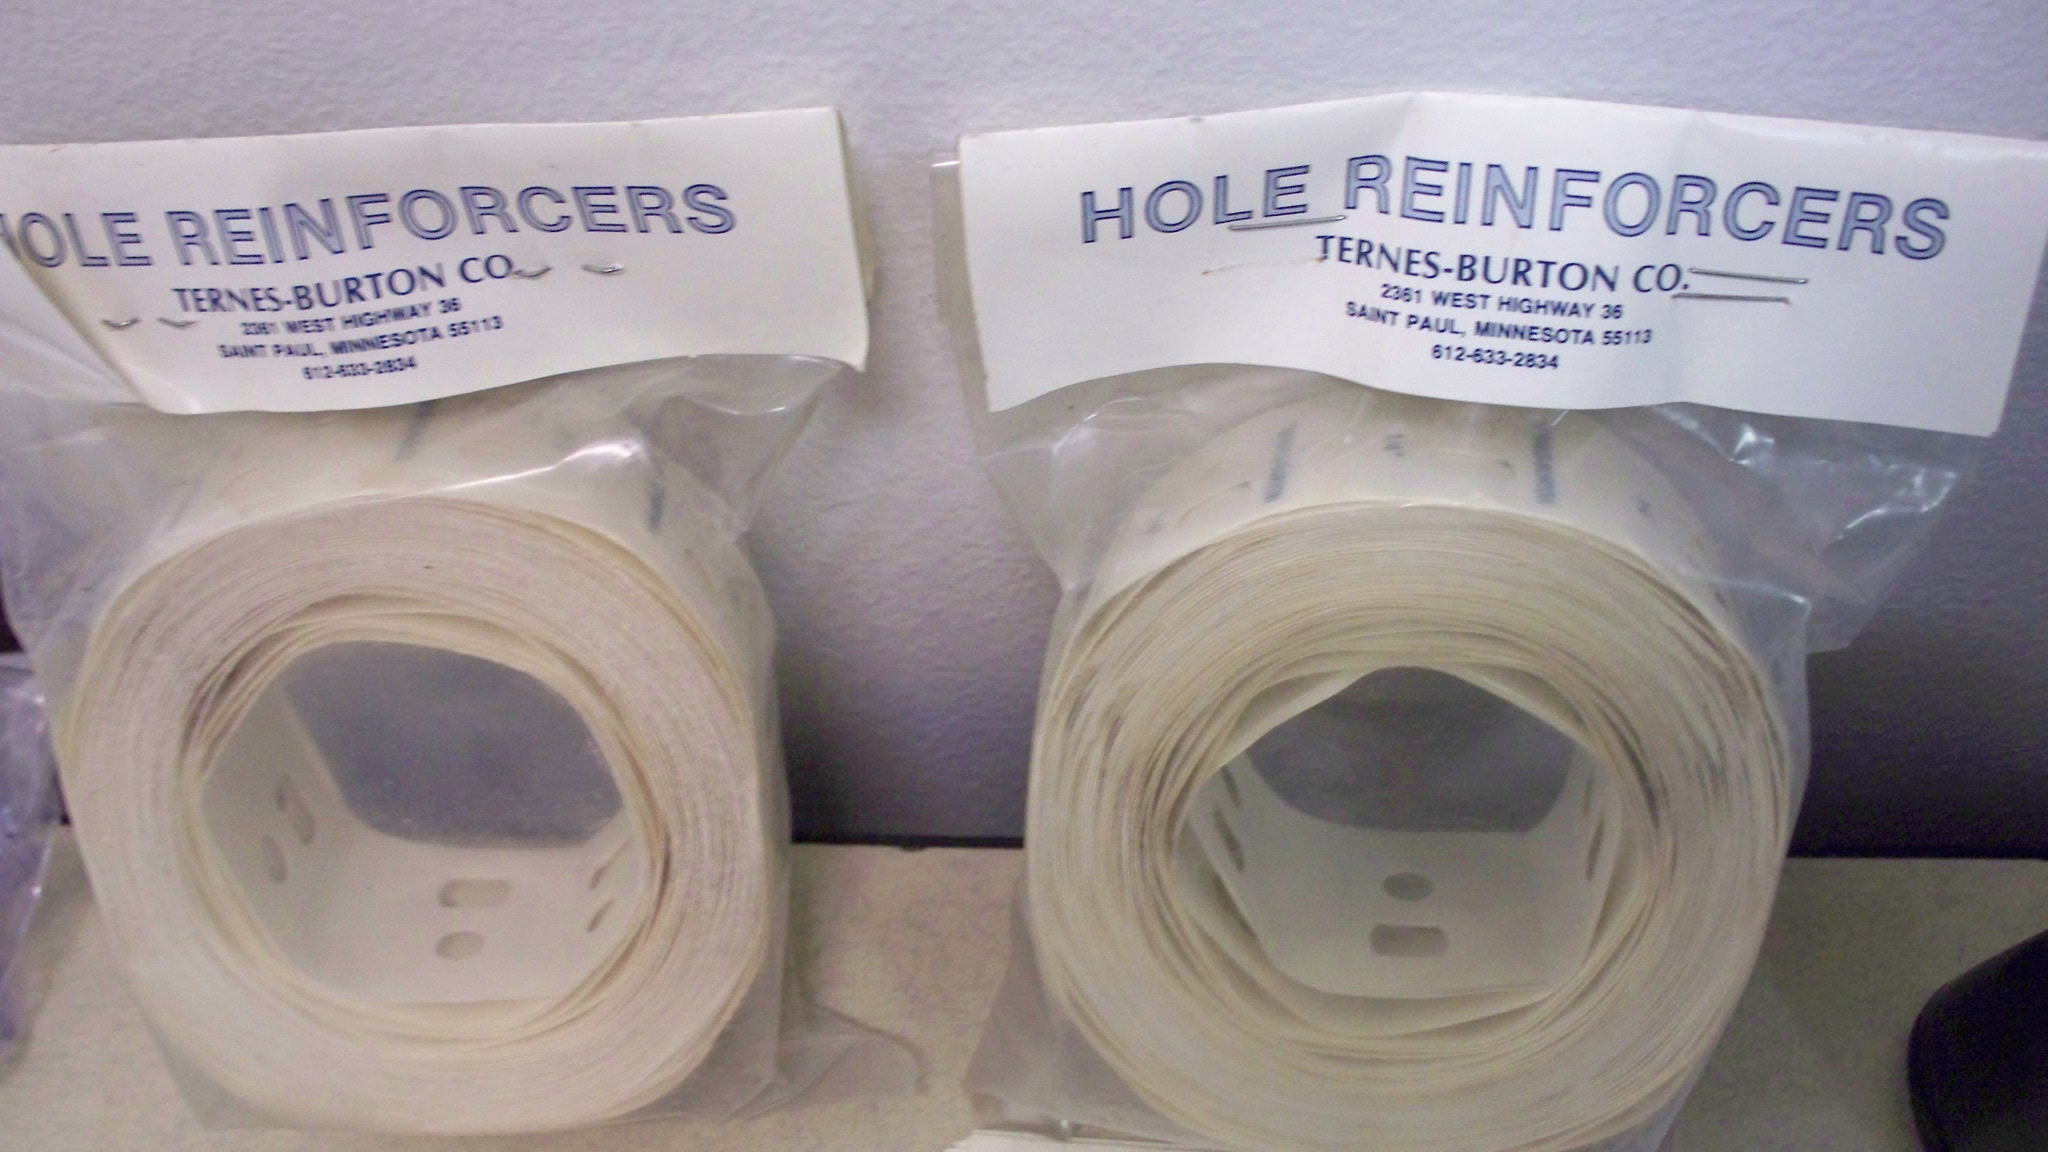 HOLE REINFORCERS
TERNES-BURTON CO.
2361 WEST HIGHWAY 36
SAINT PAUL, MINNESOTA 55113
612-633-2834
HOLE REINFORCERS
TERNES-BURTON CO.
2361 WEST HIGHWAY 36
SAINT PAUL, MINNESOTA 55113
612-633-2834